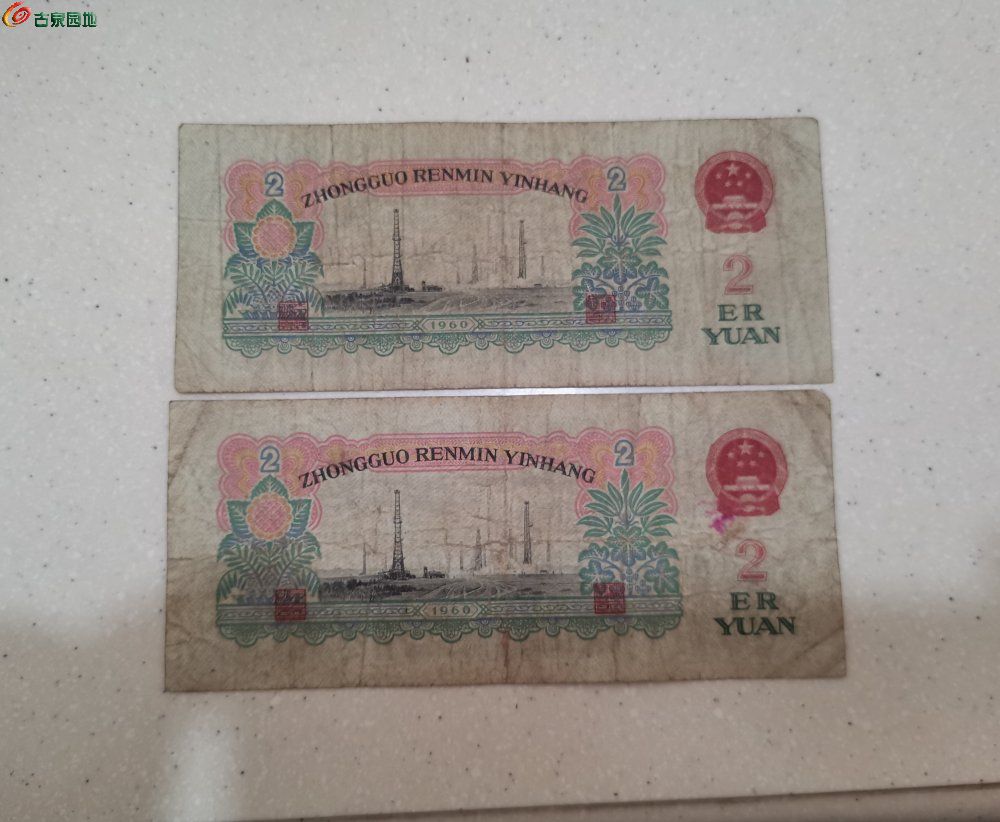 古泉园地
2 ZHONGGUO RENMIN YINHANG 2
2
ER
YUAN
1960
2 ZHONGGUO RENMIN YINHANG 2
2
ER
YUAN
1960